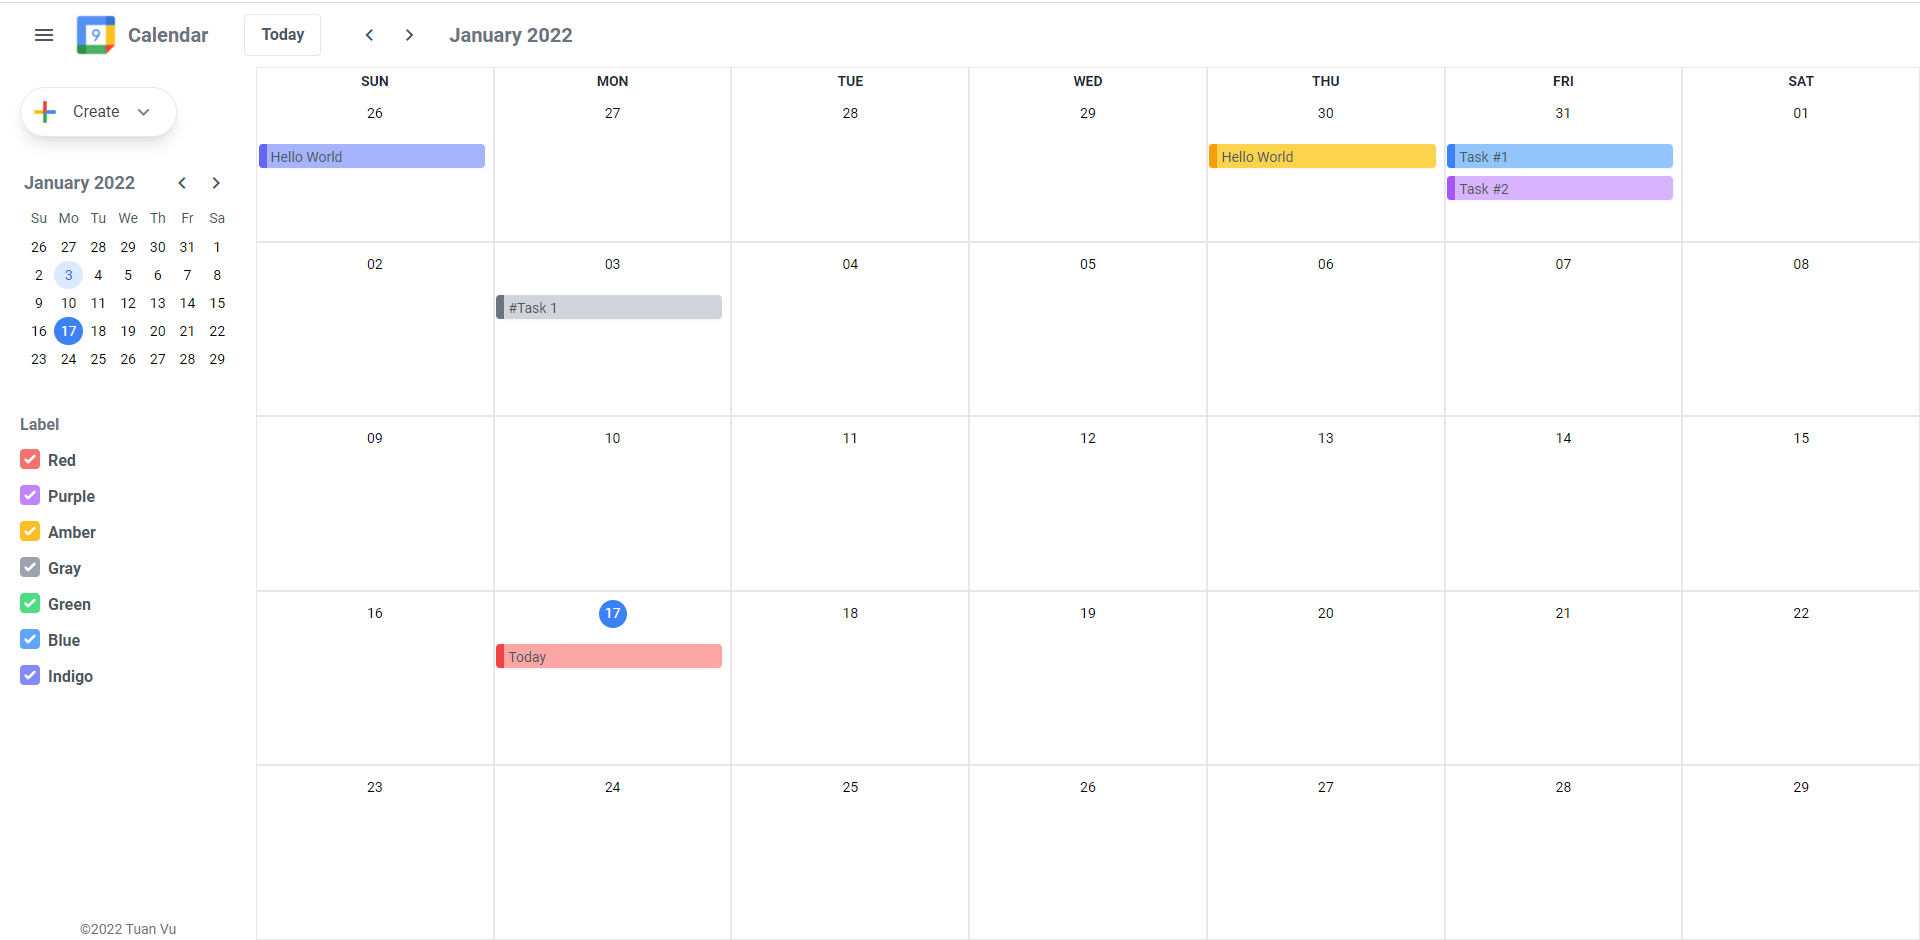 9 Calendar Today January 2022
Create
January 2022
Su Mo Tu We Th Fr Sa
26 27 28 29 30 31 1
2 3 4 5 6 7 8
9 10 11 12 13 14 15
16 17 18 19 20 21 22
23 24 25 26 27 28 29
Label
Red
Purple
Amber
Gray
Green
Blue
Indigo
©2022 Tuan Vu
SUN MON TUE WED THU FRI SAT
26 27 28 29 30 31 01
Hello World Hello World Task #1
Task #2
02 03 04 05 06 07 08
#Task 1
09 10 11 12 13 14 15
16 17 18 19 20 21 22
Today
23 24 25 26 27 28 29